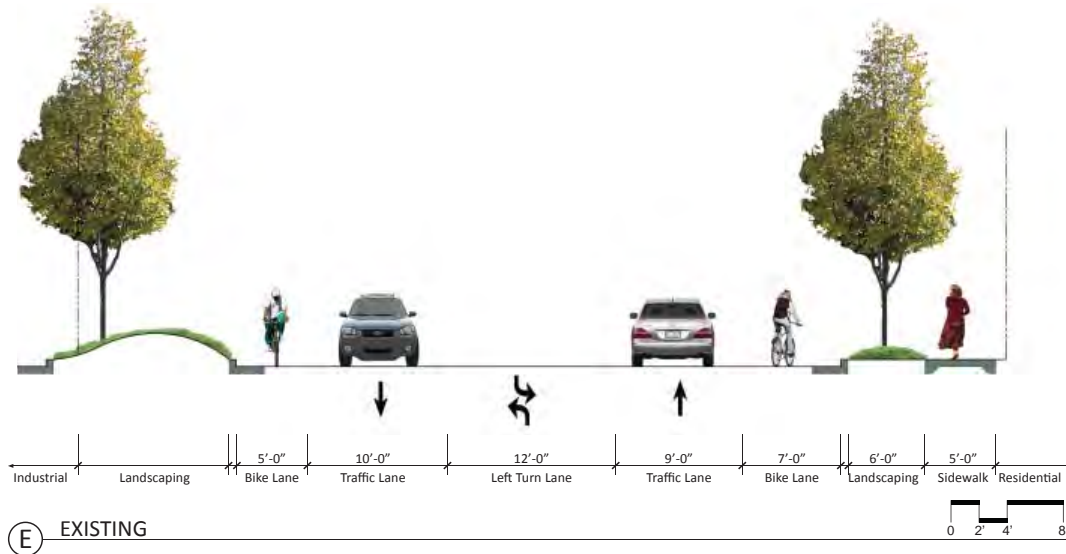 5’-0” 10’-0” 12’-0” 9’-0” 7’-0” 6’-0” 5’-0”
Industrial Landscaping Bike Lane Traffic Lane Left Turn Lane Traffic Lane Bike Lane Landscaping Sidewalk Residential
E EXISTING
0 2' 4' 8